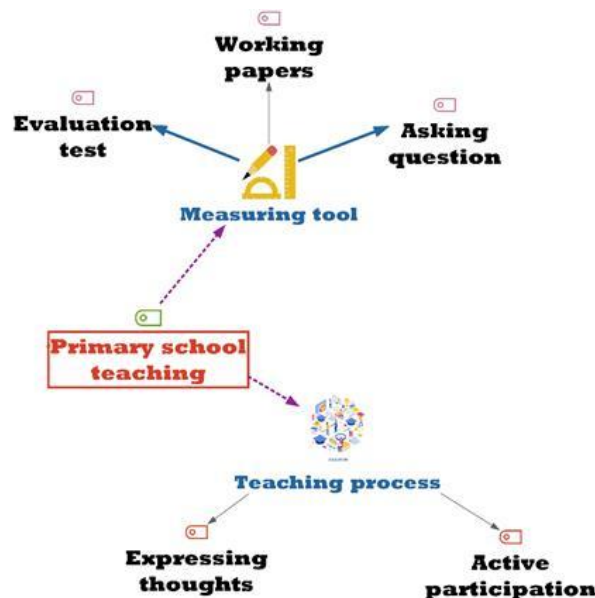 Working
papers
Evaluation
test
Asking
question
Measuring tool
Primary school
teaching
Teaching process
Expressing
thoughts
Active
participation